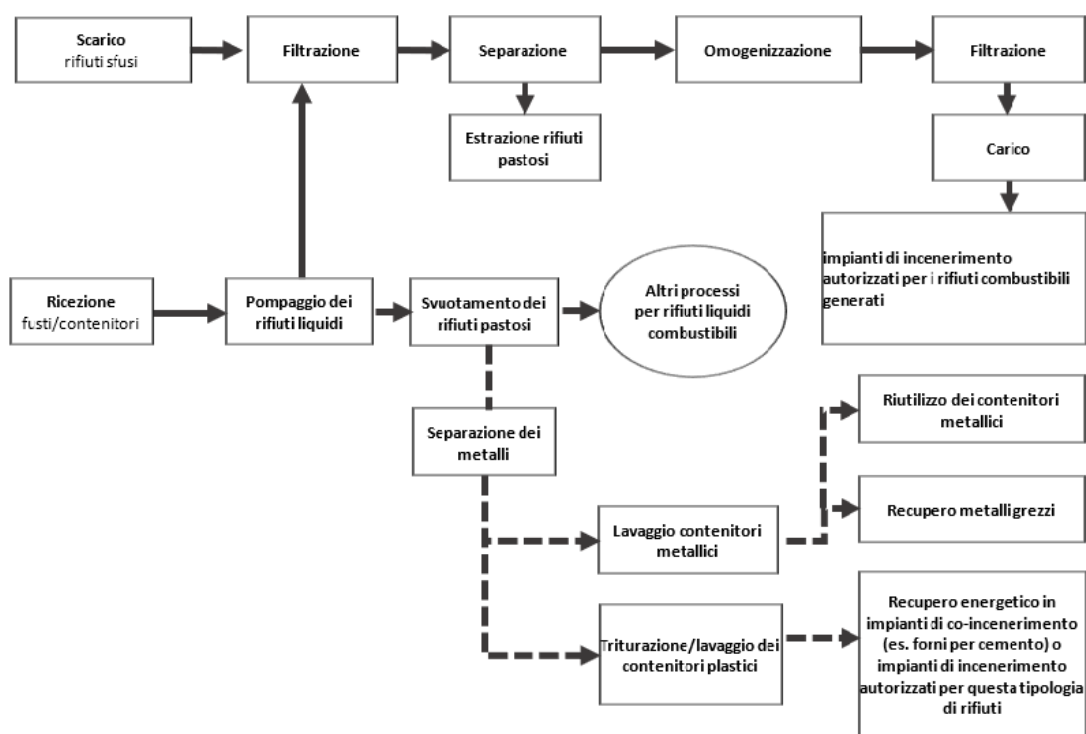 Scarico
rifiuti sfusi
Filtrazione
Separazione
Omogenizzazione
Filtrazione
Estrazione rifiuti
pastosi
Carico
impianti di incenerimento
autorizzati per i rifiuti combustibili
generati
Ricezione
fusti/contenitori
Pompaggio dei
rifiuti liquidi
Svuotamento dei
rifiuti pastosi
Altri processi
per rifiuti liquidi
combustibili
Separazione dei
metalli
Riutilizzo dei contenitori
metallici
Lavaggio contenitori
metallici
Recupero metalli grezzi
Triturazione/lavaggio dei
contenitori plastici
Recupero energetico in
impianti di co-incenerimento
(es. forni per cemento) o
impianti di incenerimento
autorizzati per questa tipologia
di rifiuti